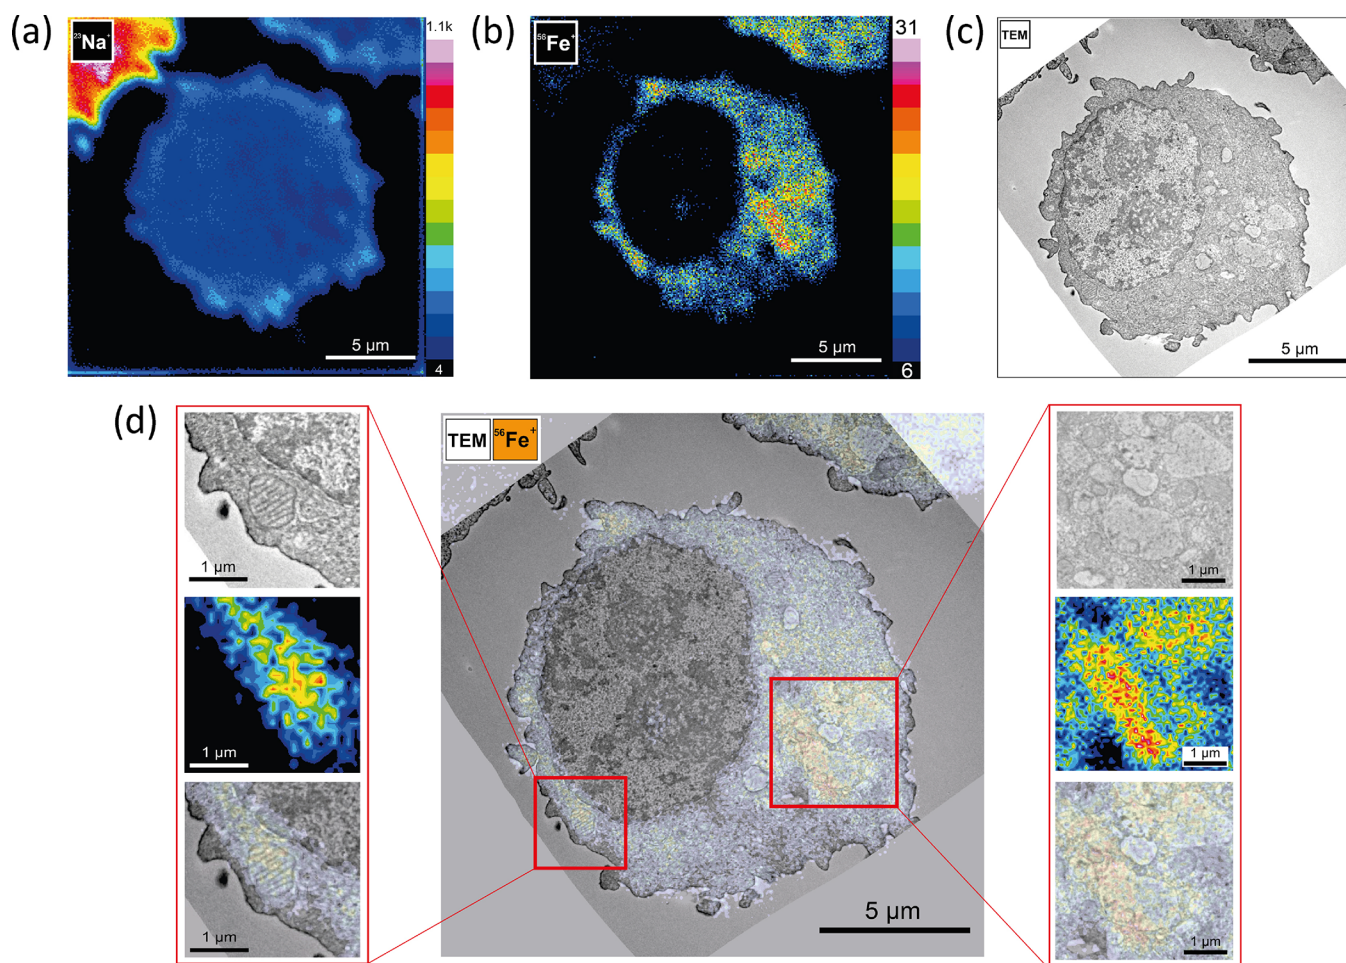 (a)
²³Na⁺
1.1k
4
5 µm
(b)
⁵⁶Fe⁺
31
6
5 µm
(c)
TEM
5 µm
(d)
1 µm
1 µm
1 µm
TEM
⁵⁶Fe⁺
5 µm
1 µm
1 µm
1 µm